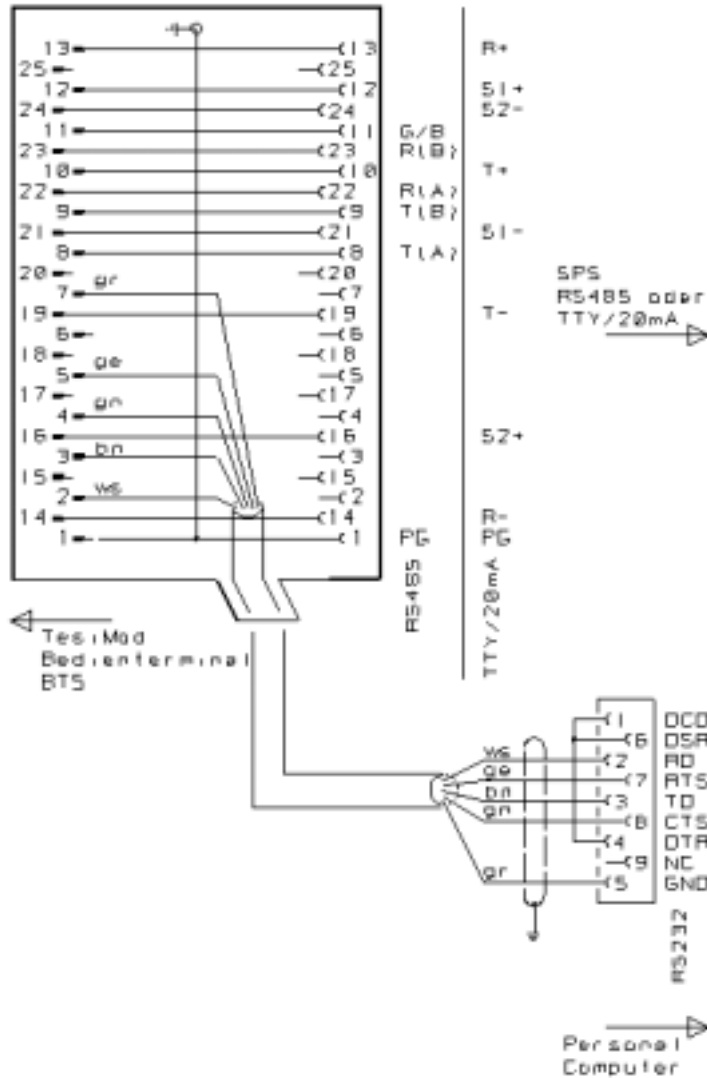 13 13 R+
25 25
12 12 S1+
24 24 S2-
11 11 G/B
23 23 R(B)
10 10 T+
22 22 R(A)
9 9 T(B)
21 21 S1-
8 8 T(A)
20 20
7 gr 7
19 19 T-
6 6
18 18
5 ge 5
17 17
4 gn 4
16 16 S2+
3 bn 3
15 15
2 ws 2
14 14 R-
1 1 PG PG
RS485
TTY/20mA
SPS
RS485 oder
TTY/20mA
TesiMod
Bedienterminal
BTS
1 DCD
6 DSR
ws 2 RD
ge 7 RTS
bn 3 TD
gn 8 CTS
4 DTR
9 NC
gr 5 GND
RS232
Personal
Computer